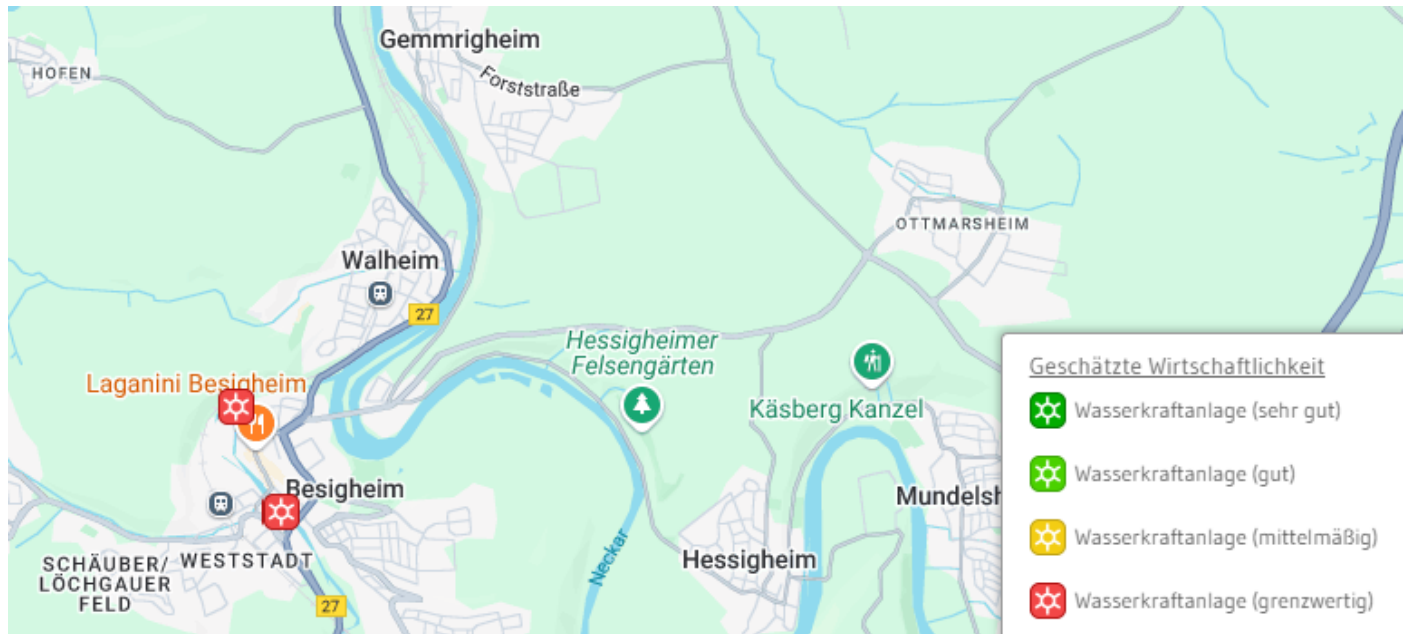 Gemmrigheim
HOFEN
Forststraße
OTTMARSHEIM
Walheim
27
Hessigheimer
Felsengärten
Laganini Besigheim
Käsberg Kanzel
Besigheim
Mundelsh
Neckar
Hessigheim
SCHÄUBER/
LÖCHGAUER
FELD
WESTSTADT
27
Geschätzte Wirtschaftlichkeit
Wasserkraftanlage (sehr gut)
Wasserkraftanlage (gut)
Wasserkraftanlage (mittelmäßig)
Wasserkraftanlage (grenzwertig)